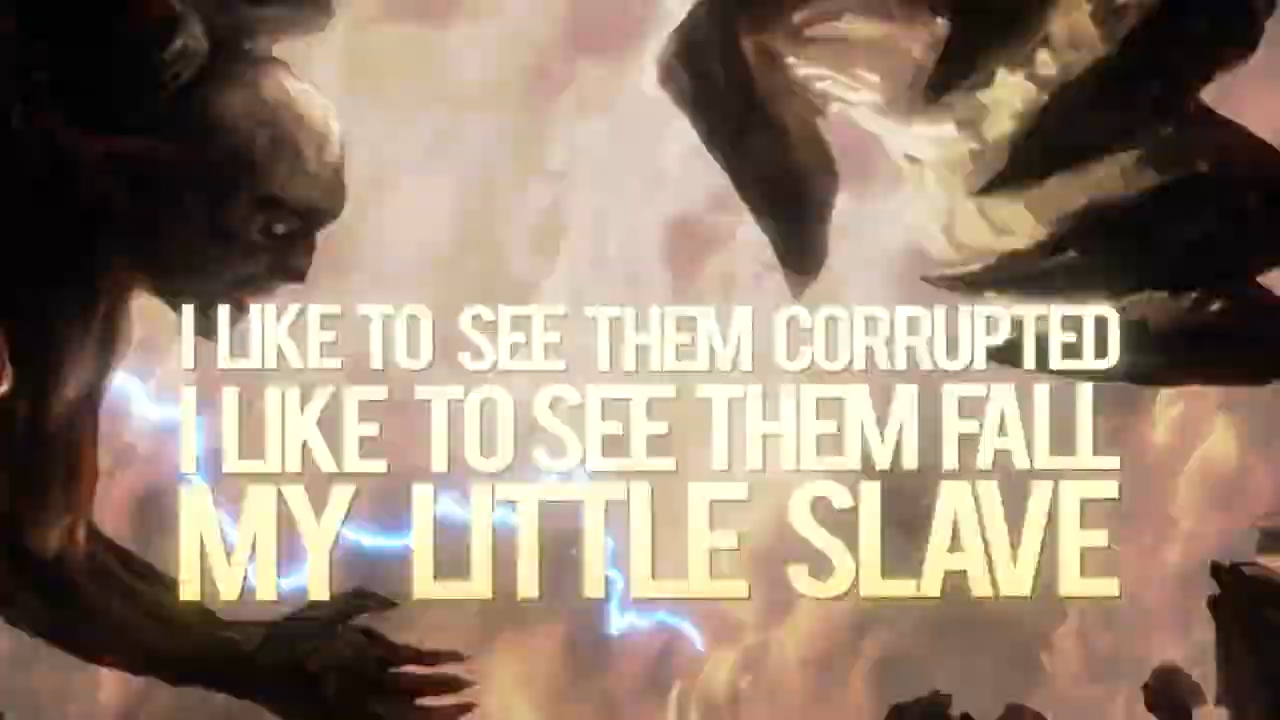 I LIKE TO SEE THEM CORRUPTED
I LIKE TO SEE THEM FALL
MY LITTLE SLAVE